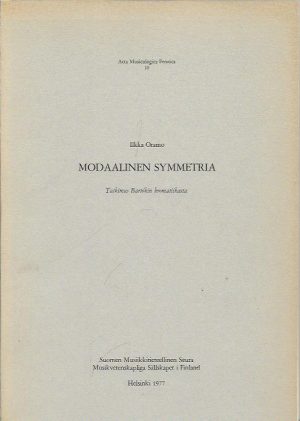 Acta Musicologica Fennica
10
Ilkka Oramo
MODAALINEN SYMMETRIA
Tutkimus Bartókin kromatiikasta
Suomen Musiikkitieteellinen Seura
Musikvetenskapliga Sällskapet i Finland
Helsinki 1977